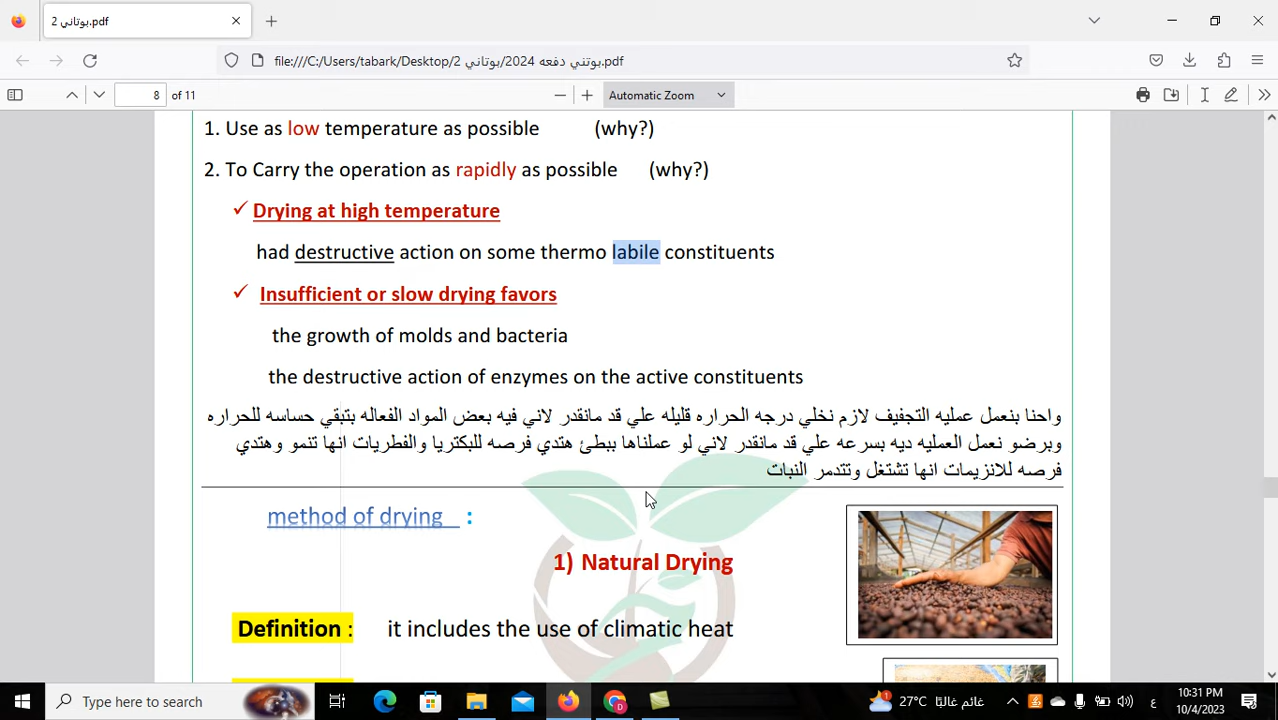 بوتاني 2.pdf
file:///C:/Users/tabark/Desktop/بوتني دفعه 2024/بوتاني 2.pdf
8 of 11
Automatic Zoom
1. Use as low temperature as possible (why?)
2. To Carry the operation as rapidly as possible (why?)
✓ Drying at high temperature
had destructive action on some thermo labile constituents
✓ Insufficient or slow drying favors
the growth of molds and bacteria
the destructive action of enzymes on the active constituents
واحنا بنعمل عمليه التجفيف لازم نخلي درجه الحراره قليله علي قد مانقدر لاني فيه بعض المواد الفعاله بتبقي حساسه للحراره
وبرضو نعمل العمليه ديه بسرعه علي قد مانقدر لاني لو عملناها ببطئ هتدي فرصه للبكتريا والفطريات انها تنمو وهتدي
فرصه للانزيمات انها تشتغل وتتدمر النبات
method of drying :
1) Natural Drying
Definition : it includes the use of climatic heat
Type here to search
27°C غائم غالبًا
ع
10:31 PM
10/4/2023